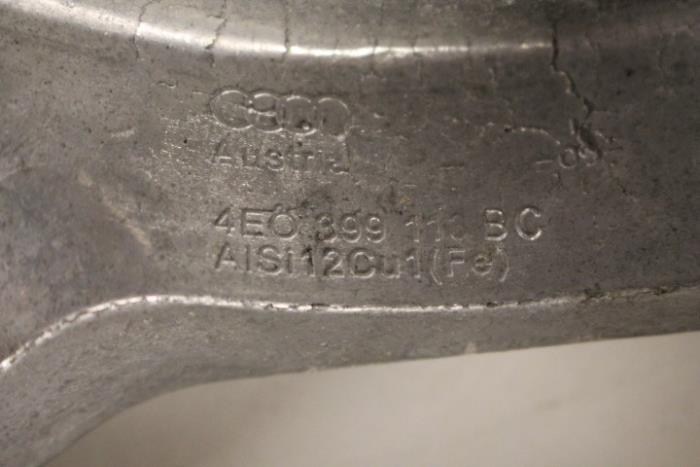 Austria
4E0 399 113 BC
AlSi12Cu1(Fe)